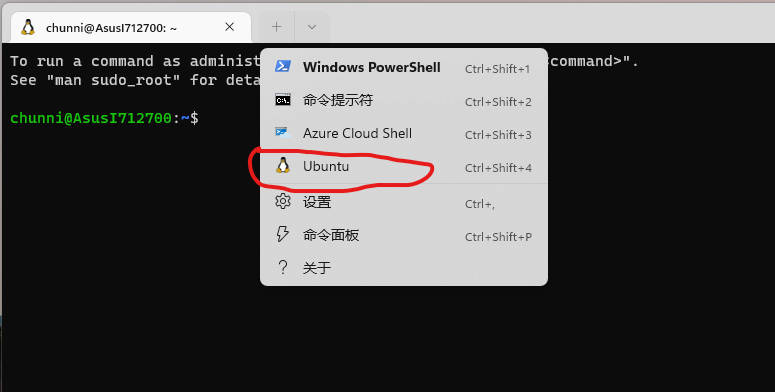 chunni@AsusI712700: ~
To run a command as administ
command>".
See "man sudo_root" for deta
chunni@AsusI712700:~$
Windows PowerShell Ctrl+Shift+1
命令提示符 Ctrl+Shift+2
Azure Cloud Shell Ctrl+Shift+3
Ubuntu Ctrl+Shift+4
设置 Ctrl+,
命令面板 Ctrl+Shift+P
关于